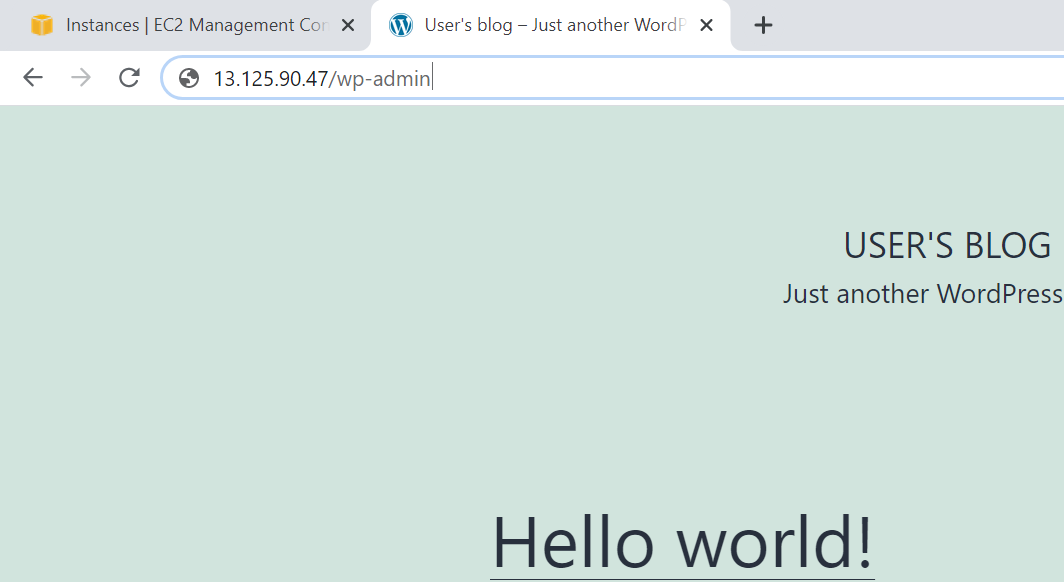 Instances | EC2 Management Con
User's blog – Just another WordP
13.125.90.47/wp-admin
USER'S BLOG
Just another WordPress
Hello world!